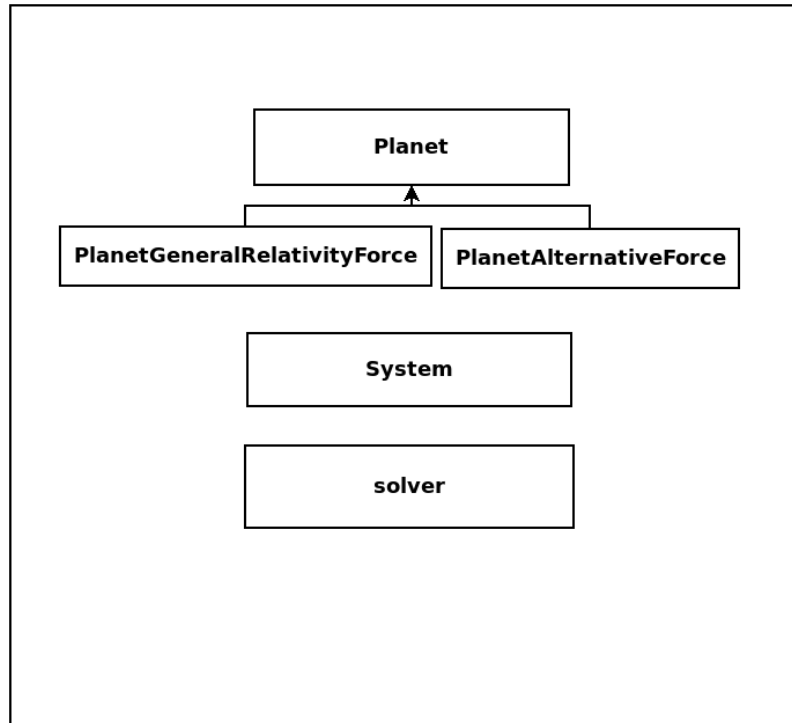 Planet
PlanetGeneralRelativityForce
PlanetAlternativeForce
System
solver